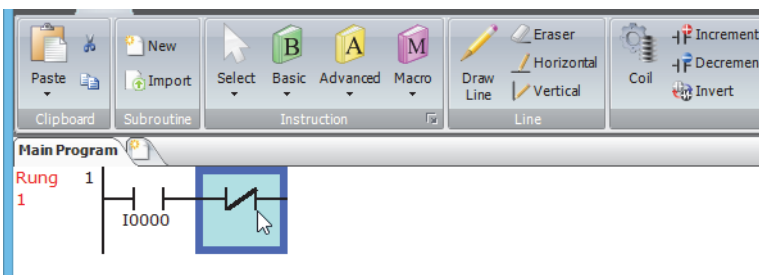 Paste
New
Import
Select
Basic
Advanced
Macro
Draw
Line
Eraser
Horizontal
Vertical
Coil
Increment
Decremen
Invert
Clipboard
Subroutine
Instruction
Line
B
A
M
Main Program
Rung 1
1
I0000